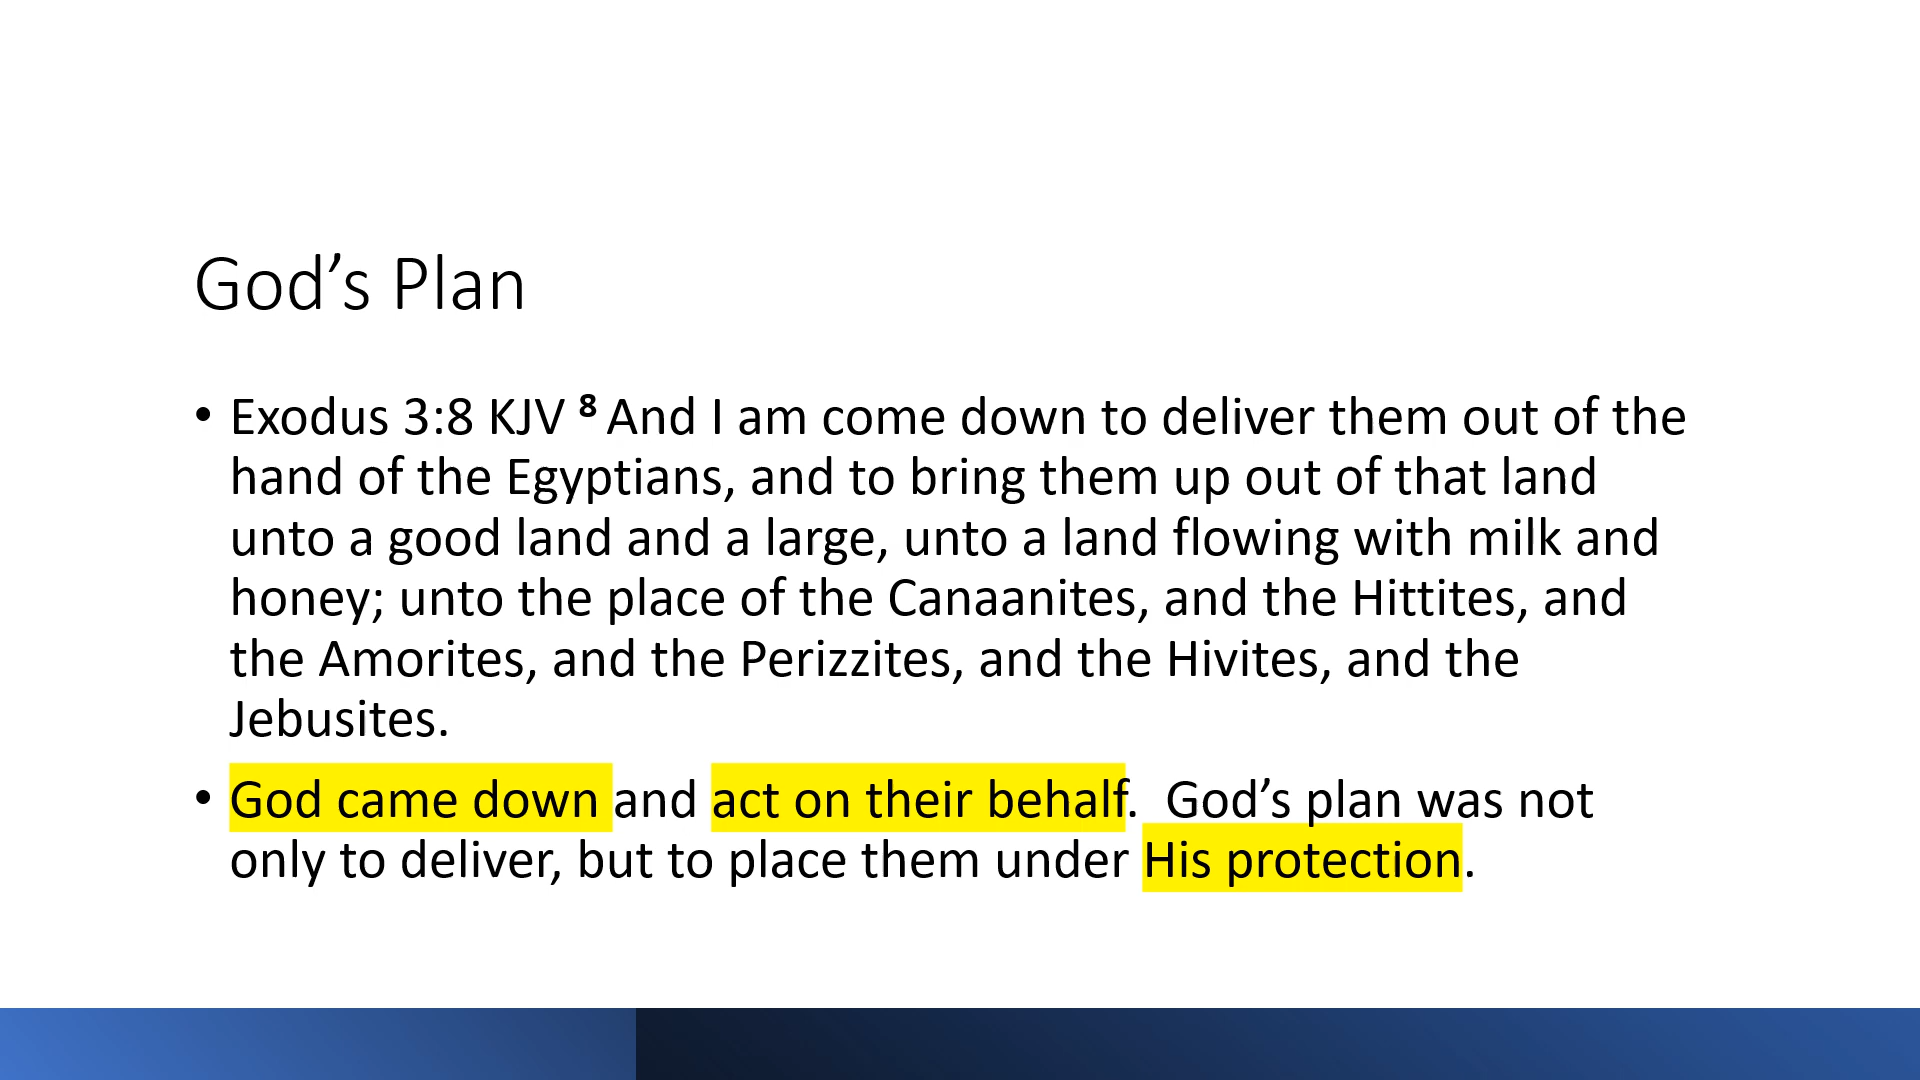 God’s Plan
• Exodus 3:8 KJV ⁸ And I am come down to deliver them out of the
hand of the Egyptians, and to bring them up out of that land
unto a good land and a large, unto a land flowing with milk and
honey; unto the place of the Canaanites, and the Hittites, and
the Amorites, and the Perizzites, and the Hivites, and the
Jebusites.
• God came down and act on their behalf.  God’s plan was not
only to deliver, but to place them under His protection.